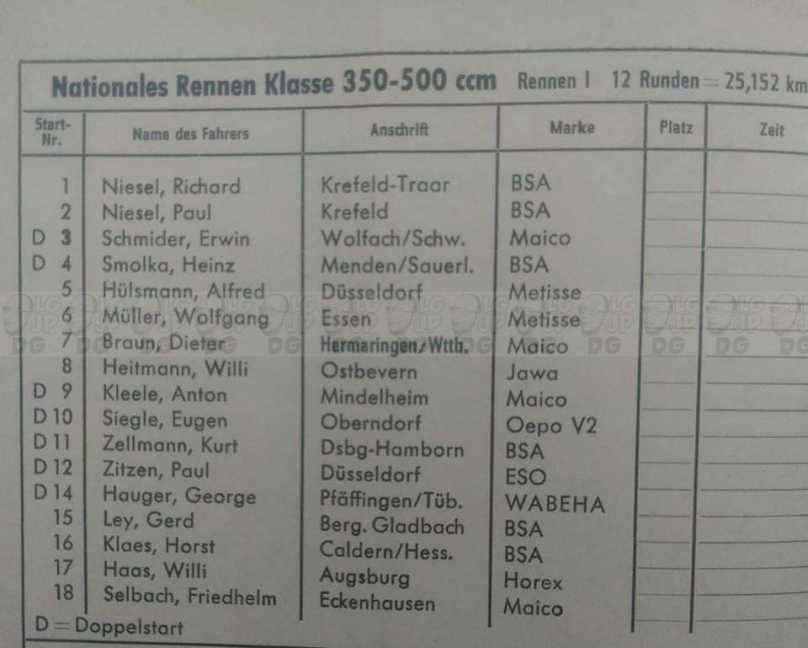 Nationales Rennen Klasse 350-500 ccm Rennen I 12 Runden = 25,152 km
Start-Nr. Name des Fahrers Anschrift Marke Platz Zeit
1 Niesel, Richard Krefeld-Traar BSA
2 Niesel, Paul Krefeld BSA
D 3 Schmider, Erwin Wolfach/Schw. Maico
D 4 Smolka, Heinz Menden/Sauerl. BSA
5 Hülsmann, Alfred Düsseldorf Metisse
6 Müller, Wolfgang Essen Metisse
7 Braun, Dieter Hermaringen/Wttb. Maico
8 Heitmann, Willi Ostbevern Jawa
D 9 Kleele, Anton Mindelheim Maico
D 10 Siegle, Eugen Oberndorf Oepo V2
D 11 Zellmann, Kurt Dsbg-Hamborn BSA
D 12 Zitzen, Paul Düsseldorf ESO
D 14 Hauger, George Pfäffingen/Tüb. WABEHA
15 Ley, Gerd Berg. Gladbach BSA
16 Klaes, Horst Caldern/Hess. BSA
17 Haas, Willi Augsburg Horex
18 Selbach, Friedhelm Eckenhausen Maico
D = Doppelstart